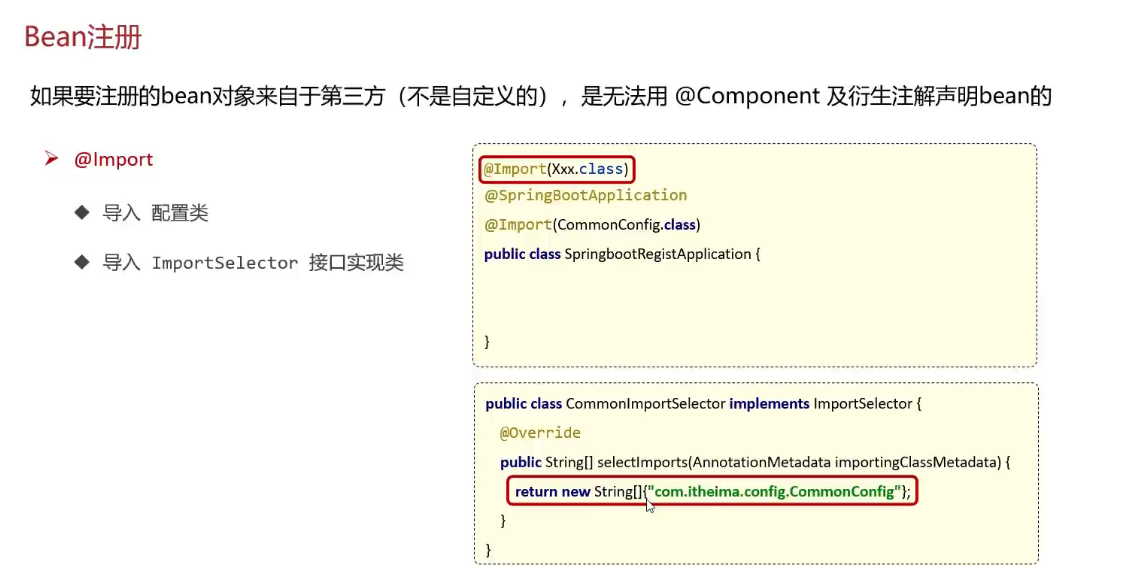 Bean注册
如果要注册的bean对象来自于第三方（不是自定义的），是无法用 @Component 及衍生注解声明bean的
@Import
导入 配置类
导入 ImportSelector 接口实现类
@Import(Xxx.class)
@SpringBootApplication
@Import(CommonConfig.class)
public class SpringbootRegistApplication {
}
public class CommonImportSelector implements ImportSelector {
@Override
public String[] selectImports(AnnotationMetadata importingClassMetadata) {
return new String[]{"com.itheima.config.CommonConfig"};
}
}